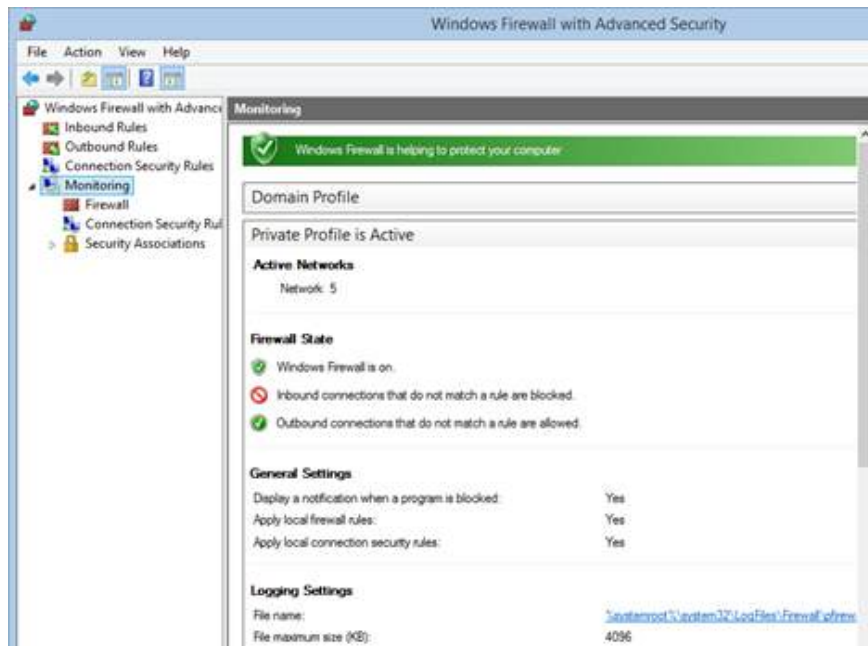 Windows Firewall with Advanced Security
File Action View Help
Windows Firewall with Advance
Inbound Rules
Outbound Rules
Connection Security Rules
Monitoring
Firewall
Connection Security Rul
Security Associations
Monitoring
Windows Firewall is helping to protect your computer
Domain Profile
Private Profile is Active
Active Networks
Network 5
Firewall State
Windows Firewall is on.
Inbound connections that do not match a rule are blocked.
Outbound connections that do not match a rule are allowed.
General Settings
Display a notification when a program is blocked: Yes
Apply local firewall rules: Yes
Apply local connection security rules: Yes
Logging Settings
File name: %systemroot%\system32\LogFiles\Firewall\pfirew
File maximum size (KB): 4096